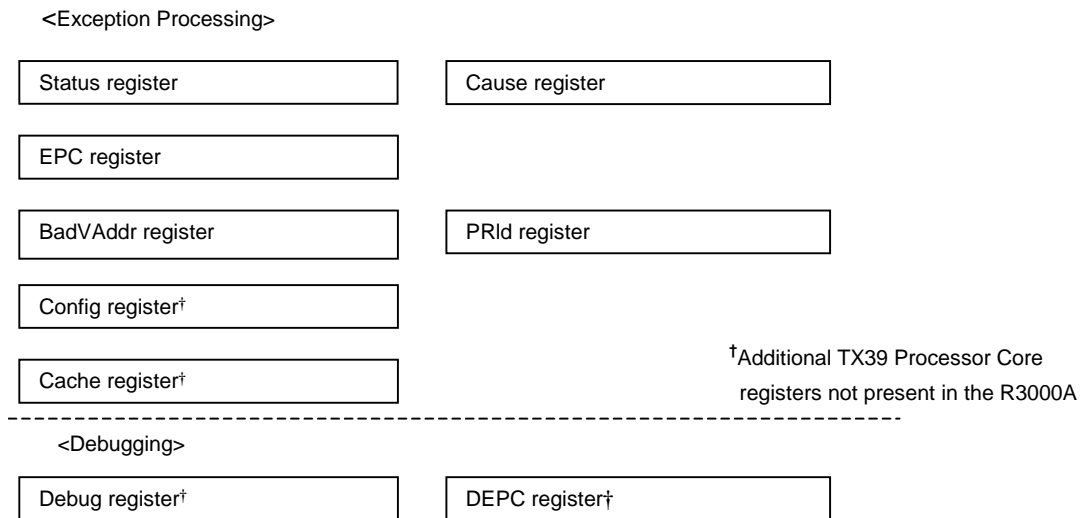 <Exception Processing>
Status register
Cause register
EPC register
BadVAddr register
PRId register
Config register†
Cache register†
†Additional TX39 Processor Core
registers not present in the R3000A
<Debugging>
Debug register†
DEPC register†